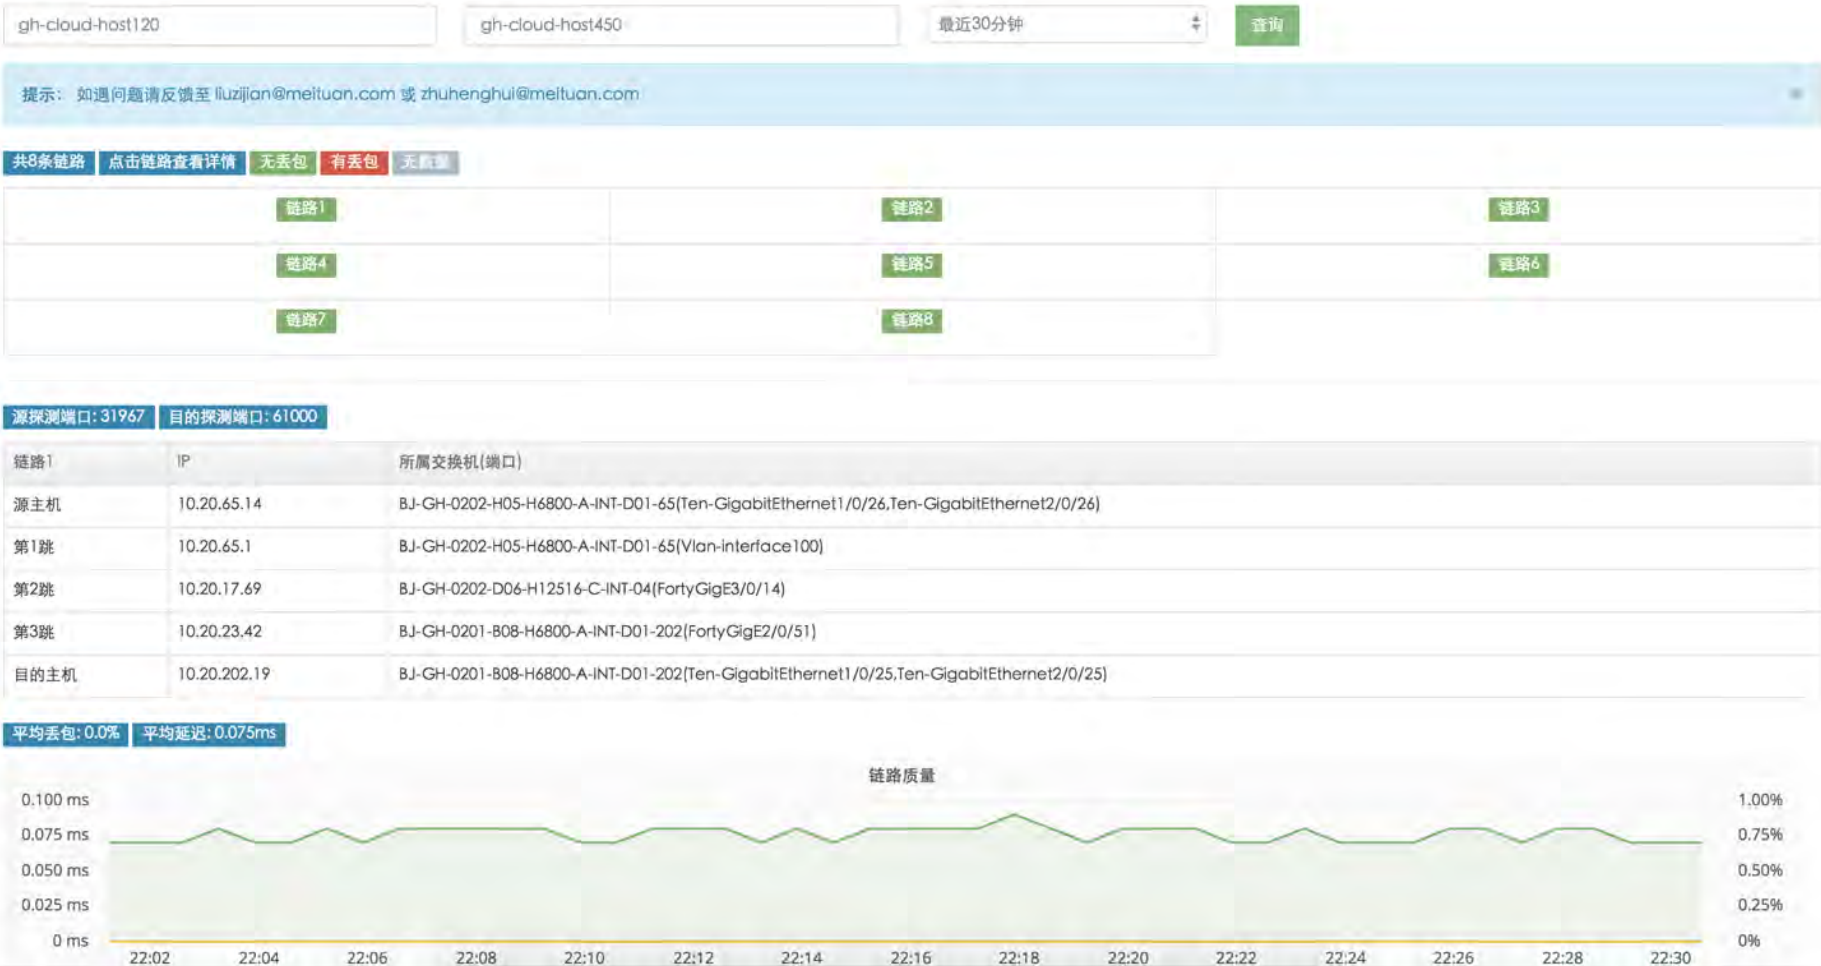 gh-cloud-host120 gh-cloud-host450 最近30分钟 查询
提示： 如遇问题请反馈至 liuzijian@meituan.com 或 zhuhenghui@meituan.com
共8条链路 点击链路查看详情 无丢包 有丢包 无数据
链路1 链路2 链路3
链路4 链路5 链路6
链路7 链路8
源探测端口: 31967 目的探测端口: 61000
链路1 IP 所属交换机(端口)
源主机 10.20.65.14 BJ-GH-0202-H05-H6800-A-INT-D01-65(Ten-GigabitEthernet1/0/26,Ten-GigabitEthernet2/0/26)
第1跳 10.20.65.1 BJ-GH-0202-H05-H6800-A-INT-D01-65(Vlan-interface100)
第2跳 10.20.17.69 BJ-GH-0202-D06-H12516-C-INT-04(FortyGigE3/0/14)
第3跳 10.20.23.42 BJ-GH-0201-B08-H6800-A-INT-D01-202(FortyGigE2/0/51)
目的主机 10.20.202.19 BJ-GH-0201-B08-H6800-A-INT-D01-202(Ten-GigabitEthernet1/0/25,Ten-GigabitEthernet2/0/25)
平均丢包: 0.0% 平均延迟: 0.075ms
链路质量
0.100 ms 1.00%
0.075 ms 0.75%
0.050 ms 0.50%
0.025 ms 0.25%
0 ms 0%
22:02 22:04 22:06 22:08 22:10 22:12 22:14 22:16 22:18 22:20 22:22 22:24 22:26 22:28 22:30